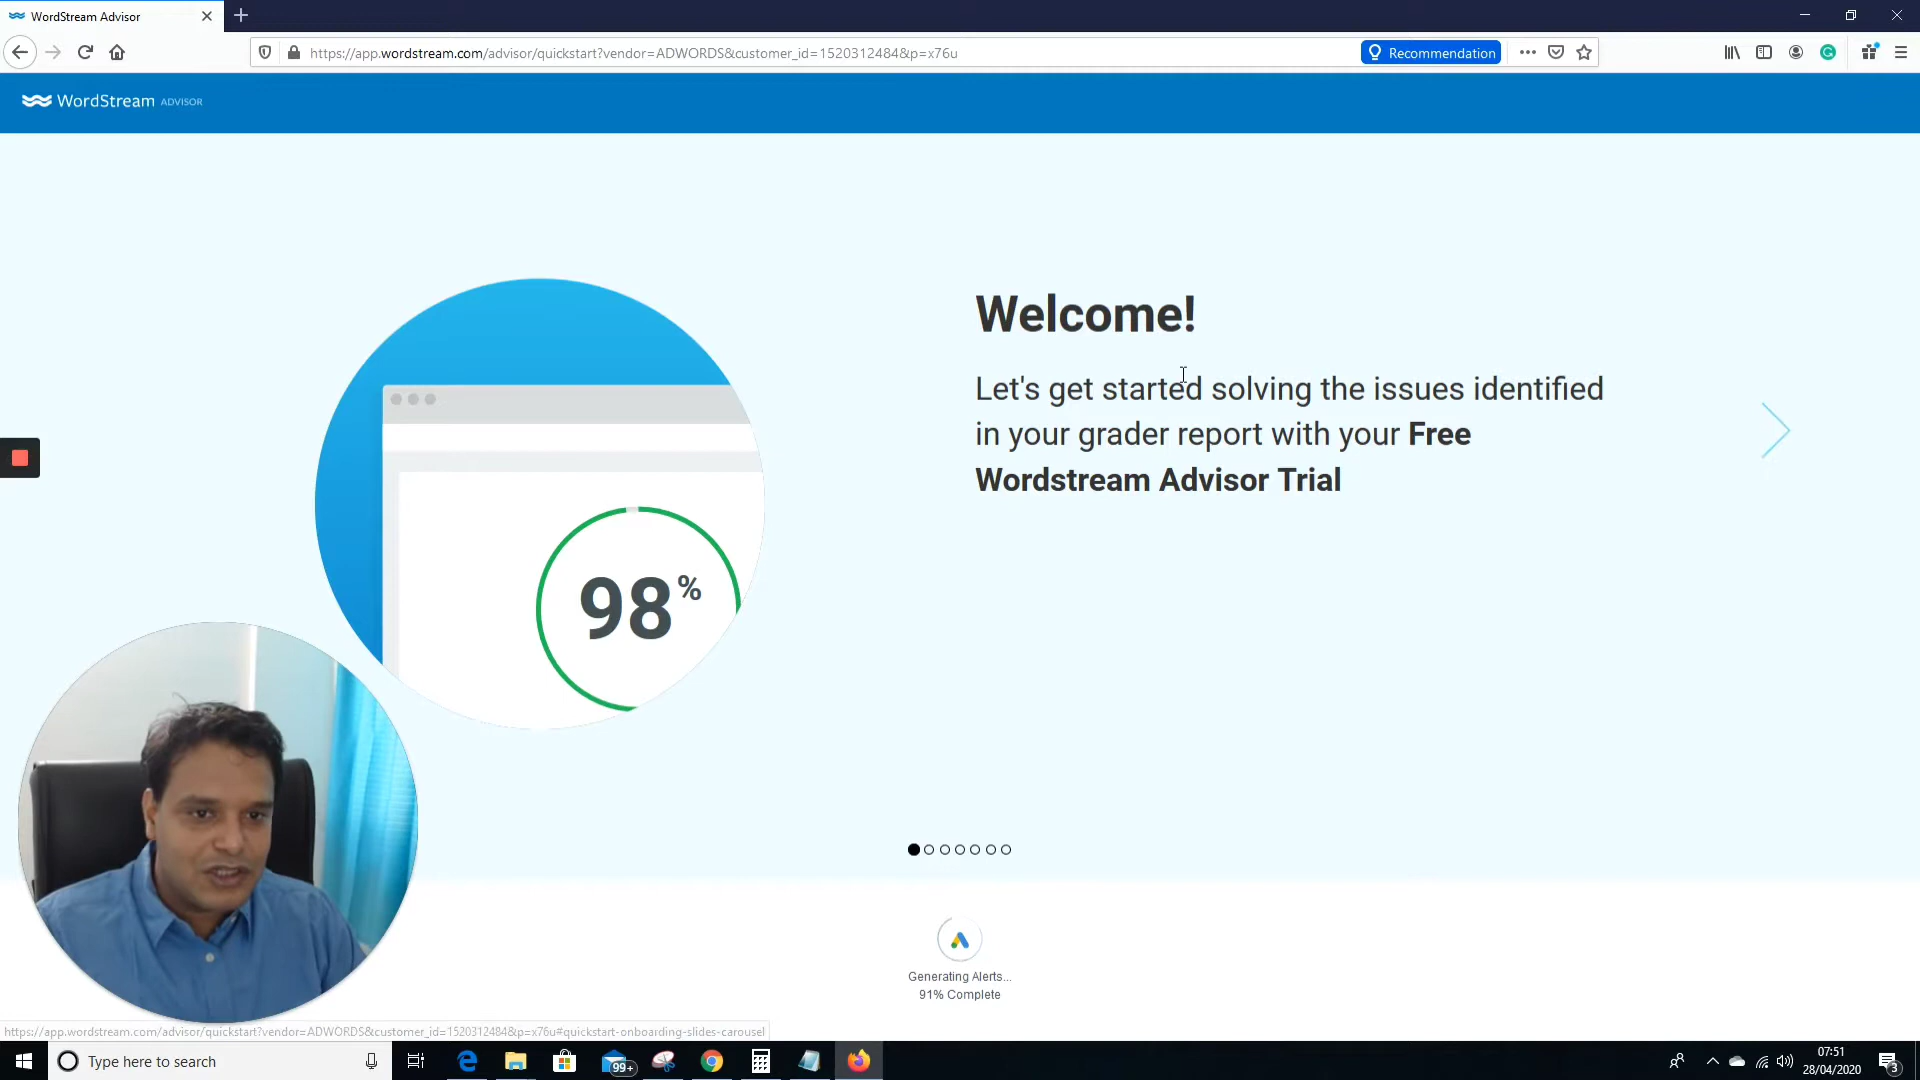 WordStream Advisor
https://app.wordstream.com/advisor/quickstart?vendor=ADWORDS&customer_id=1520312484&p=x76u
Recommendation
WordStream ADVISOR
Welcome!
Let's get started solving the issues identified
in your grader report with your Free
Wordstream Advisor Trial
98%
Generating Alerts...
91% Complete
https://app.wordstream.com/advisor/quickstart?vendor=ADWORDS&customer_id=1520312484&p=x76u#quickstart-onboarding-slides-carousel
Type here to search
99+
07:51
28/04/2020
3